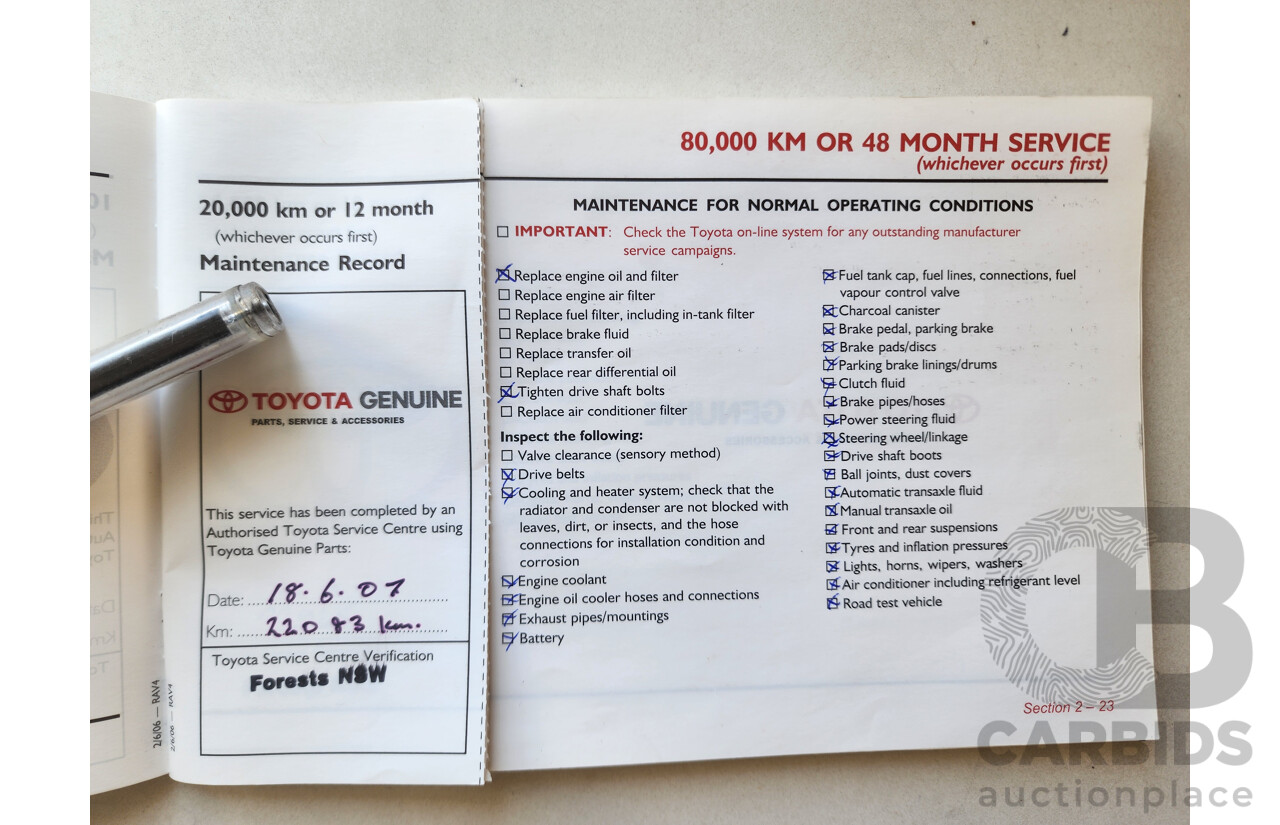 20,000 km or 12 month
(whichever occurs first)
Maintenance Record
TOYOTA GENUINE
PARTS, SERVICE & ACCESSORIES
This service has been completed by an
Authorised Toyota Service Centre using
Toyota Genuine Parts:
Date: 18.6.07
Km: 22083 km.
Toyota Service Centre Verification
Forests NSW
2/6/06 — RAV4
2/6/06 — RAV4
80,000 KM OR 48 MONTH SERVICE
(whichever occurs first)
MAINTENANCE FOR NORMAL OPERATING CONDITIONS
IMPORTANT: Check the Toyota on-line system for any outstanding manufacturer
service campaigns.
Replace engine oil and filter
Replace engine air filter
Replace fuel filter, including in-tank filter
Replace brake fluid
Replace transfer oil
Replace rear differential oil
Tighten drive shaft bolts
Replace air conditioner filter
Inspect the following:
Valve clearance (sensory method)
Drive belts
Cooling and heater system; check that the
radiator and condenser are not blocked with
leaves, dirt, or insects, and the hose
connections for installation condition and
corrosion
Engine coolant
Engine oil cooler hoses and connections
Exhaust pipes/mountings
Battery
Fuel tank cap, fuel lines, connections, fuel
vapour control valve
Charcoal canister
Brake pedal, parking brake
Brake pads/discs
Parking brake linings/drums
Clutch fluid
Brake pipes/hoses
Power steering fluid
Steering wheel/linkage
Drive shaft boots
Ball joints, dust covers
Automatic transaxle fluid
Manual transaxle oil
Front and rear suspensions
Tyres and inflation pressures
Lights, horns, wipers, washers
Air conditioner including refrigerant level
Road test vehicle
Section 2 – 23
CB
CARBIDS
auctionplace